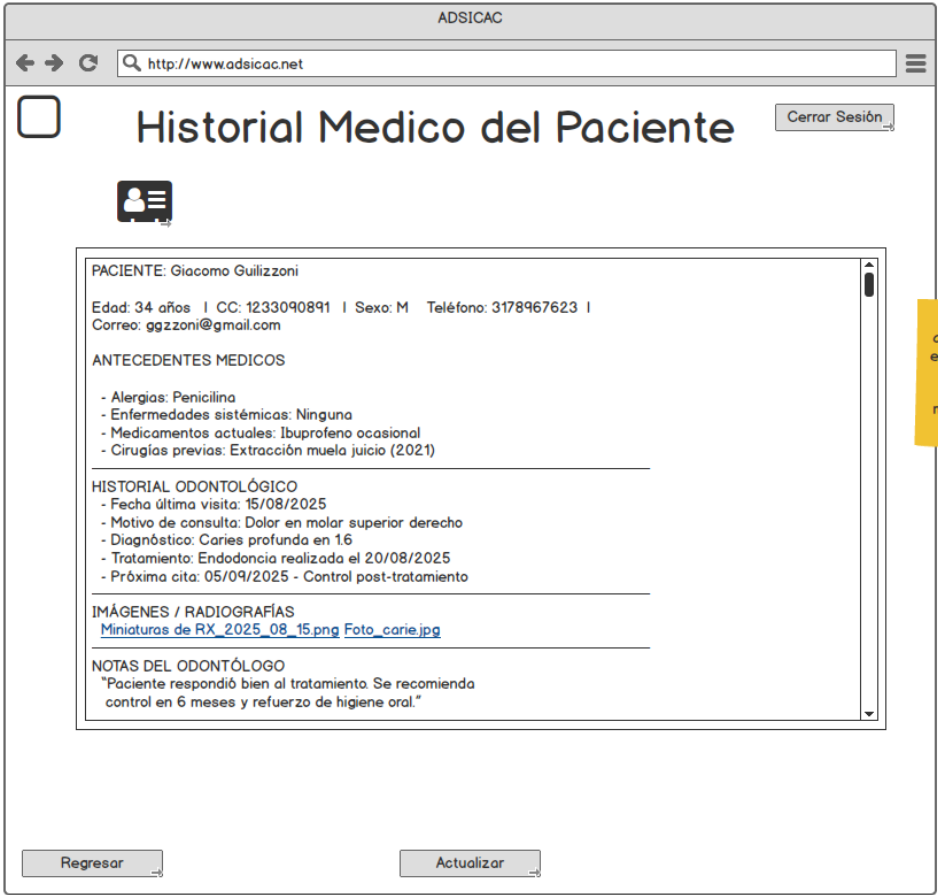 ADSICAC
http://www.adsicac.net
Historial Medico del Paciente
Cerrar Sesión
PACIENTE: Giacomo Guilizzoni
Edad: 34 años | CC: 1233090891 | Sexo: M Teléfono: 3178967623 |
Correo: ggzzoni@gmail.com
ANTECEDENTES MEDICOS
- Alergias: Penicilina
- Enfermedades sistémicas: Ninguna
- Medicamentos actuales: Ibuprofeno ocasional
- Cirugías previas: Extracción muela juicio (2021)
HISTORIAL ODONTOLÓGICO
- Fecha última visita: 15/08/2025
- Motivo de consulta: Dolor en molar superior derecho
- Diagnóstico: Caries profunda en 1.6
- Tratamiento: Endodoncia realizada el 20/08/2025
- Próxima cita: 05/09/2025 - Control post-tratamiento
IMÁGENES / RADIOGRAFÍAS
Miniaturas de RX_2025_08_15.png Foto_carie.jpg
NOTAS DEL ODONTÓLOGO
"Paciente respondió bien al tratamiento. Se recomienda
control en 6 meses y refuerzo de higiene oral."
Regresar
Actualizar